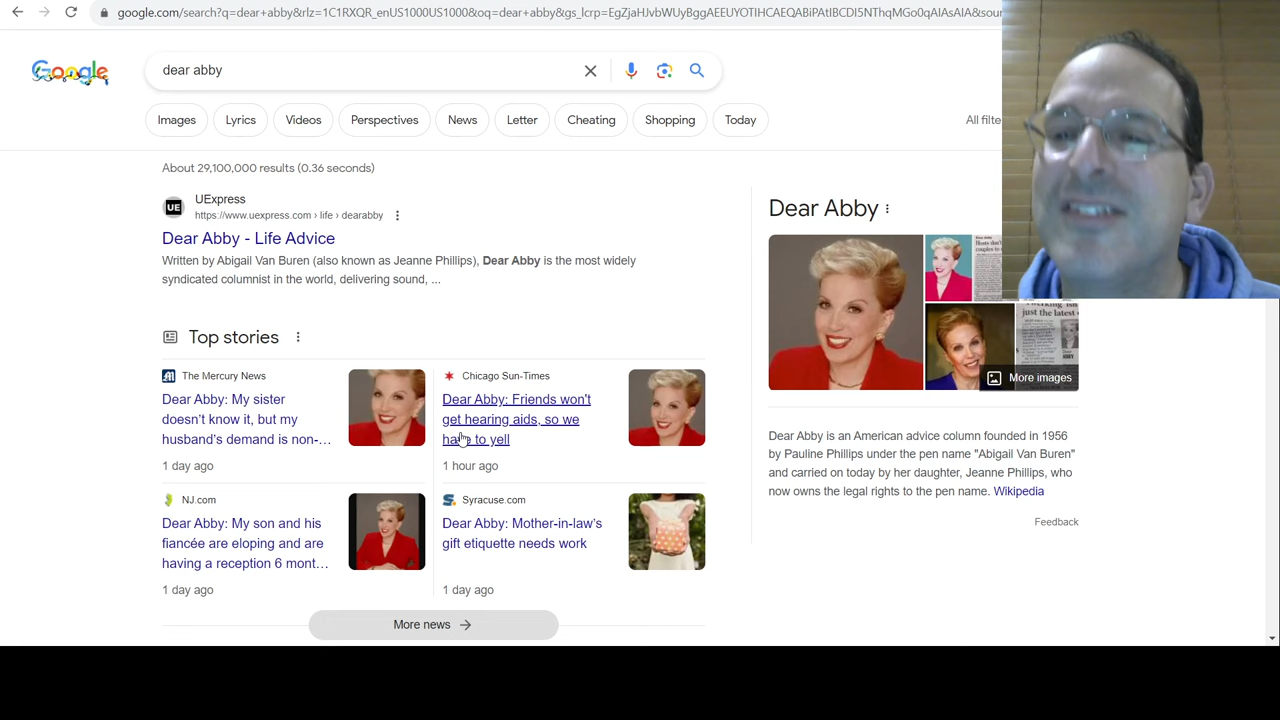 google.com/search?q=dear+abby&rlz=1C1RXQR_enUS1000US1000&oq=dear+abby&gs_lcrp=EgZjaHJvbWUyBggAEEUYOTIHCAEQABiPAtIBCDI5NThqMGo0qAIAsAIA&sou
Google
dear abby
Images
Lyrics
Videos
Perspectives
News
Letter
Cheating
Shopping
Today
All filte
About 29,100,000 results (0.36 seconds)
UE
UExpress
https://www.uexpress.com › life › dearabby
Dear Abby - Life Advice
Written by Abigail Van Buren (also known as Jeanne Phillips), Dear Abby is the most widely
syndicated columnist in the world, delivering sound, ...
Top stories
The Mercury News
Dear Abby: My sister
doesn't know it, but my
husband's demand is non-...
1 day ago
Chicago Sun-Times
Dear Abby: Friends won't
get hearing aids, so we
have to yell
1 hour ago
NJ.com
Dear Abby: My son and his
fiancée are eloping and are
having a reception 6 mont...
1 day ago
Syracuse.com
Dear Abby: Mother-in-law's
gift etiquette needs work
1 day ago
More news
Dear Abby
just the latest
More images
Dear Abby is an American advice column founded in 1956
by Pauline Phillips under the pen name "Abigail Van Buren"
and carried on today by her daughter, Jeanne Phillips, who
now owns the legal rights to the pen name. Wikipedia
Feedback